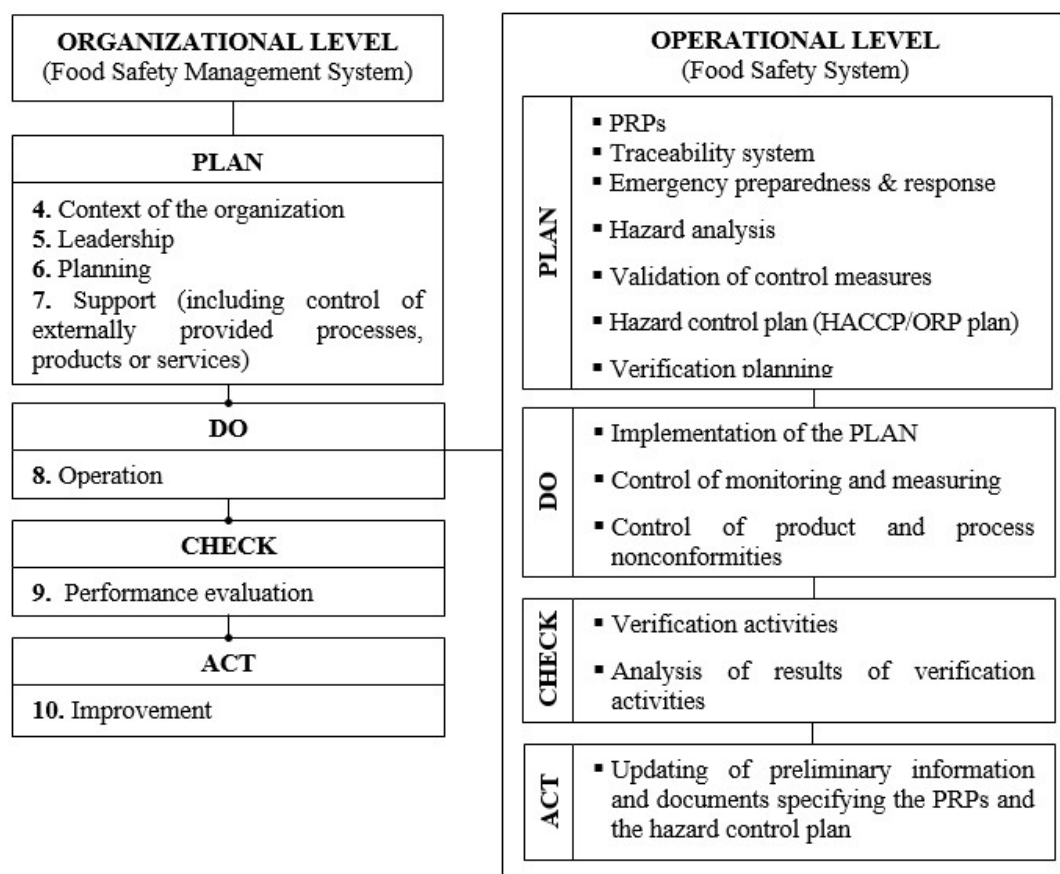 ORGANIZATIONAL LEVEL
(Food Safety Management System)
PLAN
4. Context of the organization
5. Leadership
6. Planning
7. Support (including control of
externally provided processes,
products or services)
DO
8. Operation
CHECK
9. Performance evaluation
ACT
10. Improvement
OPERATIONAL LEVEL
(Food Safety System)
PLAN
▪ PRPs
▪ Traceability system
▪ Emergency preparedness & response
▪ Hazard analysis
▪ Validation of control measures
▪ Hazard control plan (HACCP/ORP plan)
▪ Verification planning
DO
▪ Implementation of the PLAN
▪ Control of monitoring and measuring
▪ Control of product and process
nonconformities
CHECK
▪ Verification activities
▪ Analysis of results of verification
activities
ACT
▪ Updating of preliminary information
and documents specifying the PRPs and
the hazard control plan